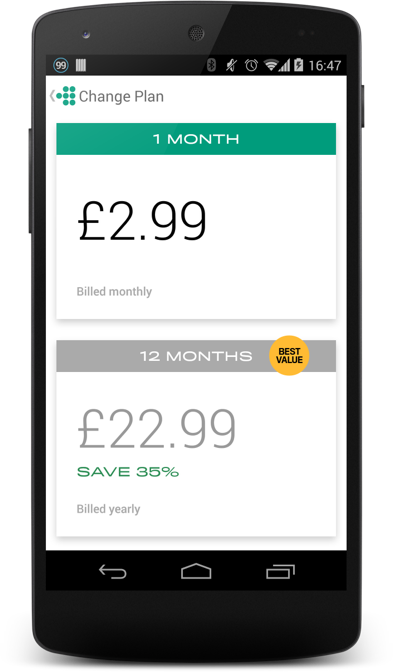 99
16:47
Change Plan
1 MONTH
£2.99
Billed monthly
12 MONTHS
BEST
VALUE
£22.99
SAVE 35%
Billed yearly